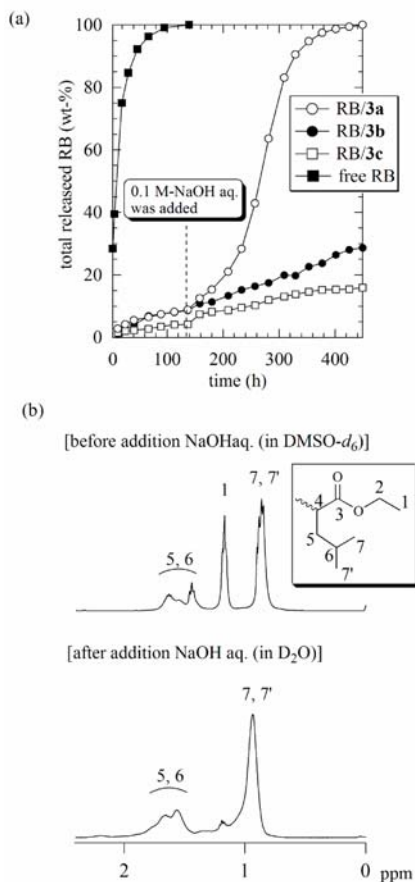 (a)
total releascd RB (wt-%)
100
80
60
40
20
0
0.1 M-NaOH aq.
was added
RB/3a
RB/3b
RB/3c
free RB
0 100 200 300 400
time (h)
(b)
[before addition NaOHaq. (in DMSO-d6)]
5, 6
1
7, 7'
O
2
4
3
O
1
5
6
7
7'
[after addition NaOH aq. (in D2O)]
5, 6
7, 7'
2 1 0 ppm